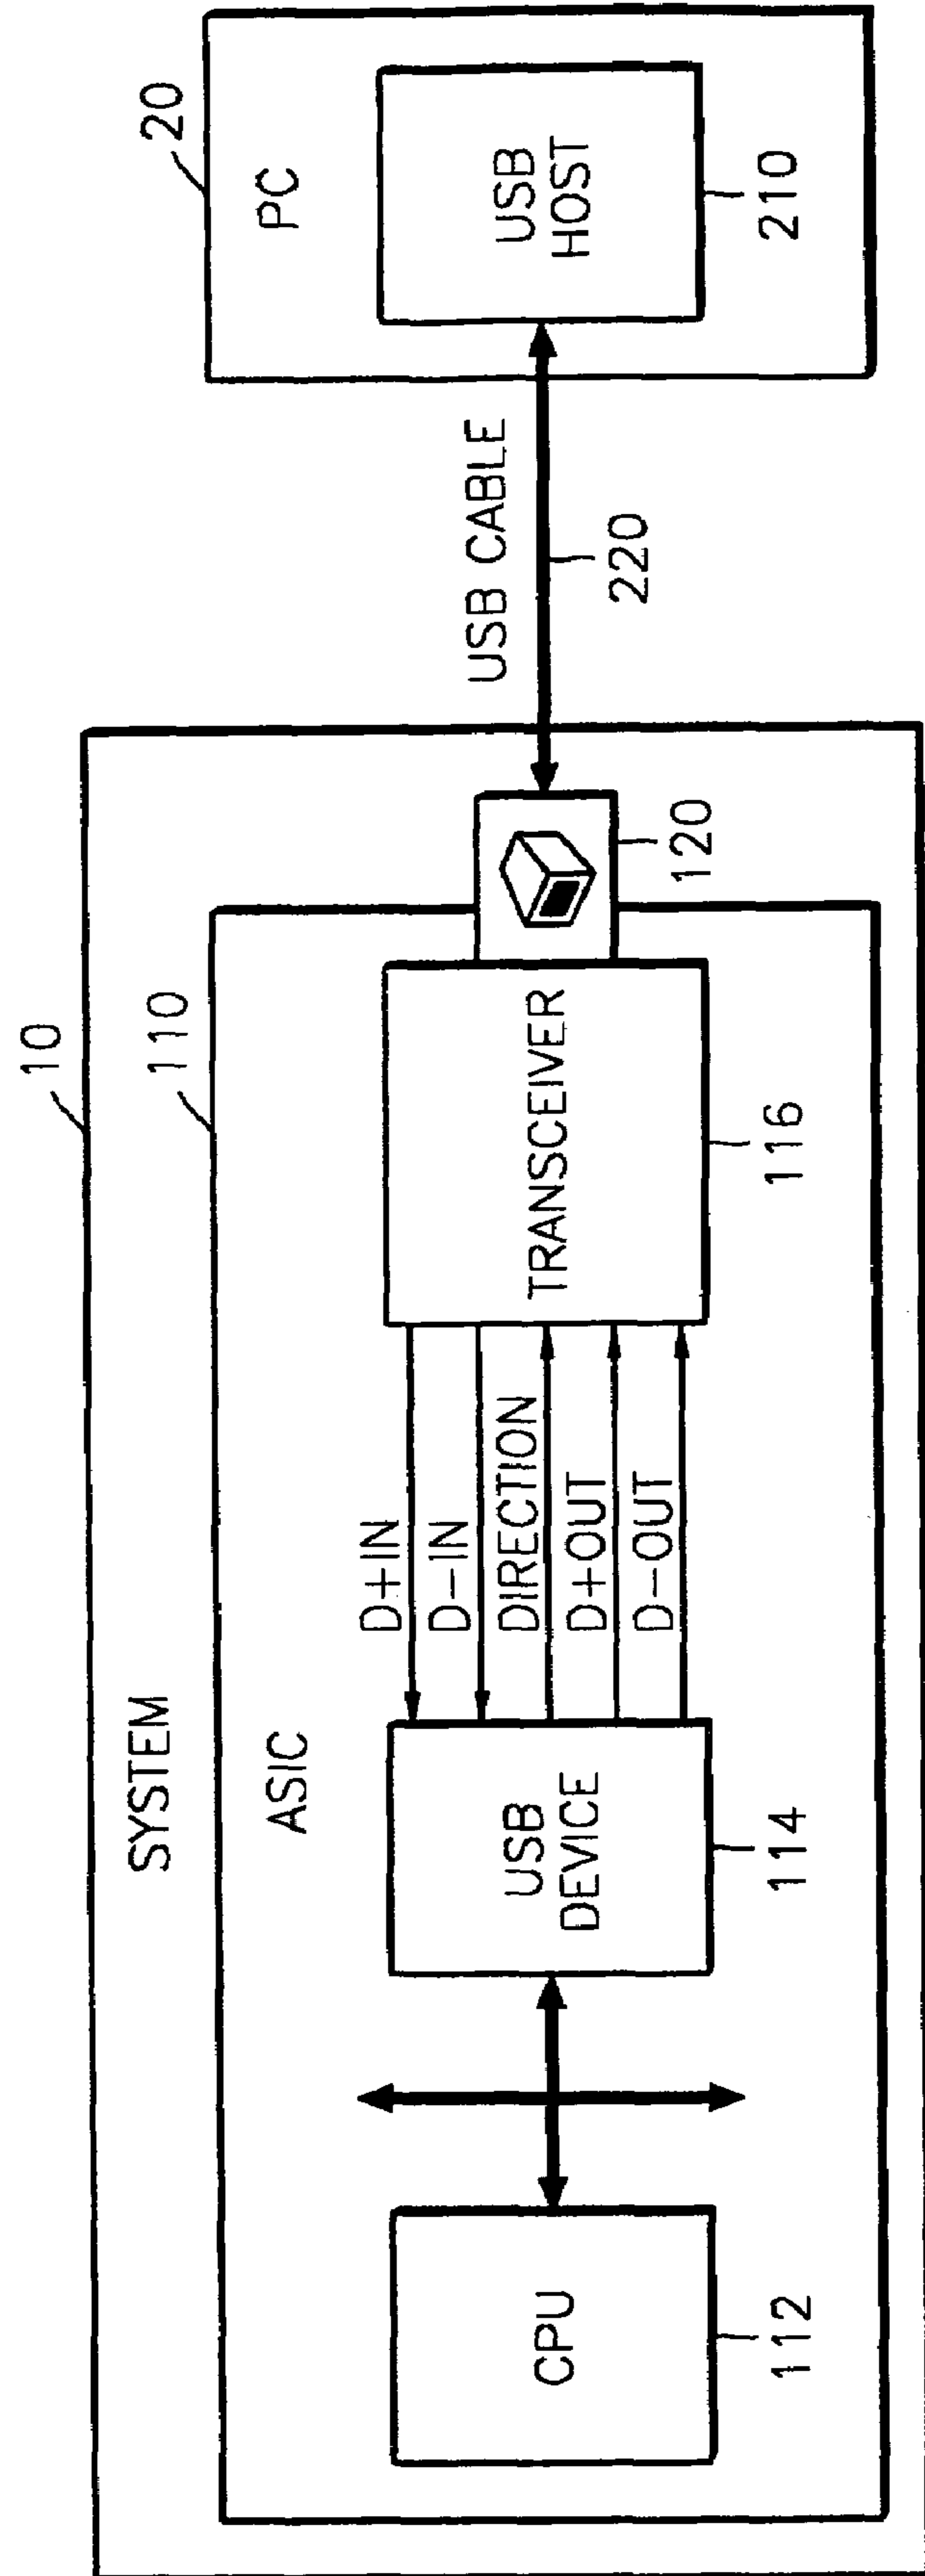 10
SYSTEM
110
ASIC
CPU
112
USB
DEVICE
114
D+IN
D−IN
DIRECTION
D+OUT
D−OUT
TRANSCEIVER
116
120
USB CABLE
220
20
PC
USB
HOST
210